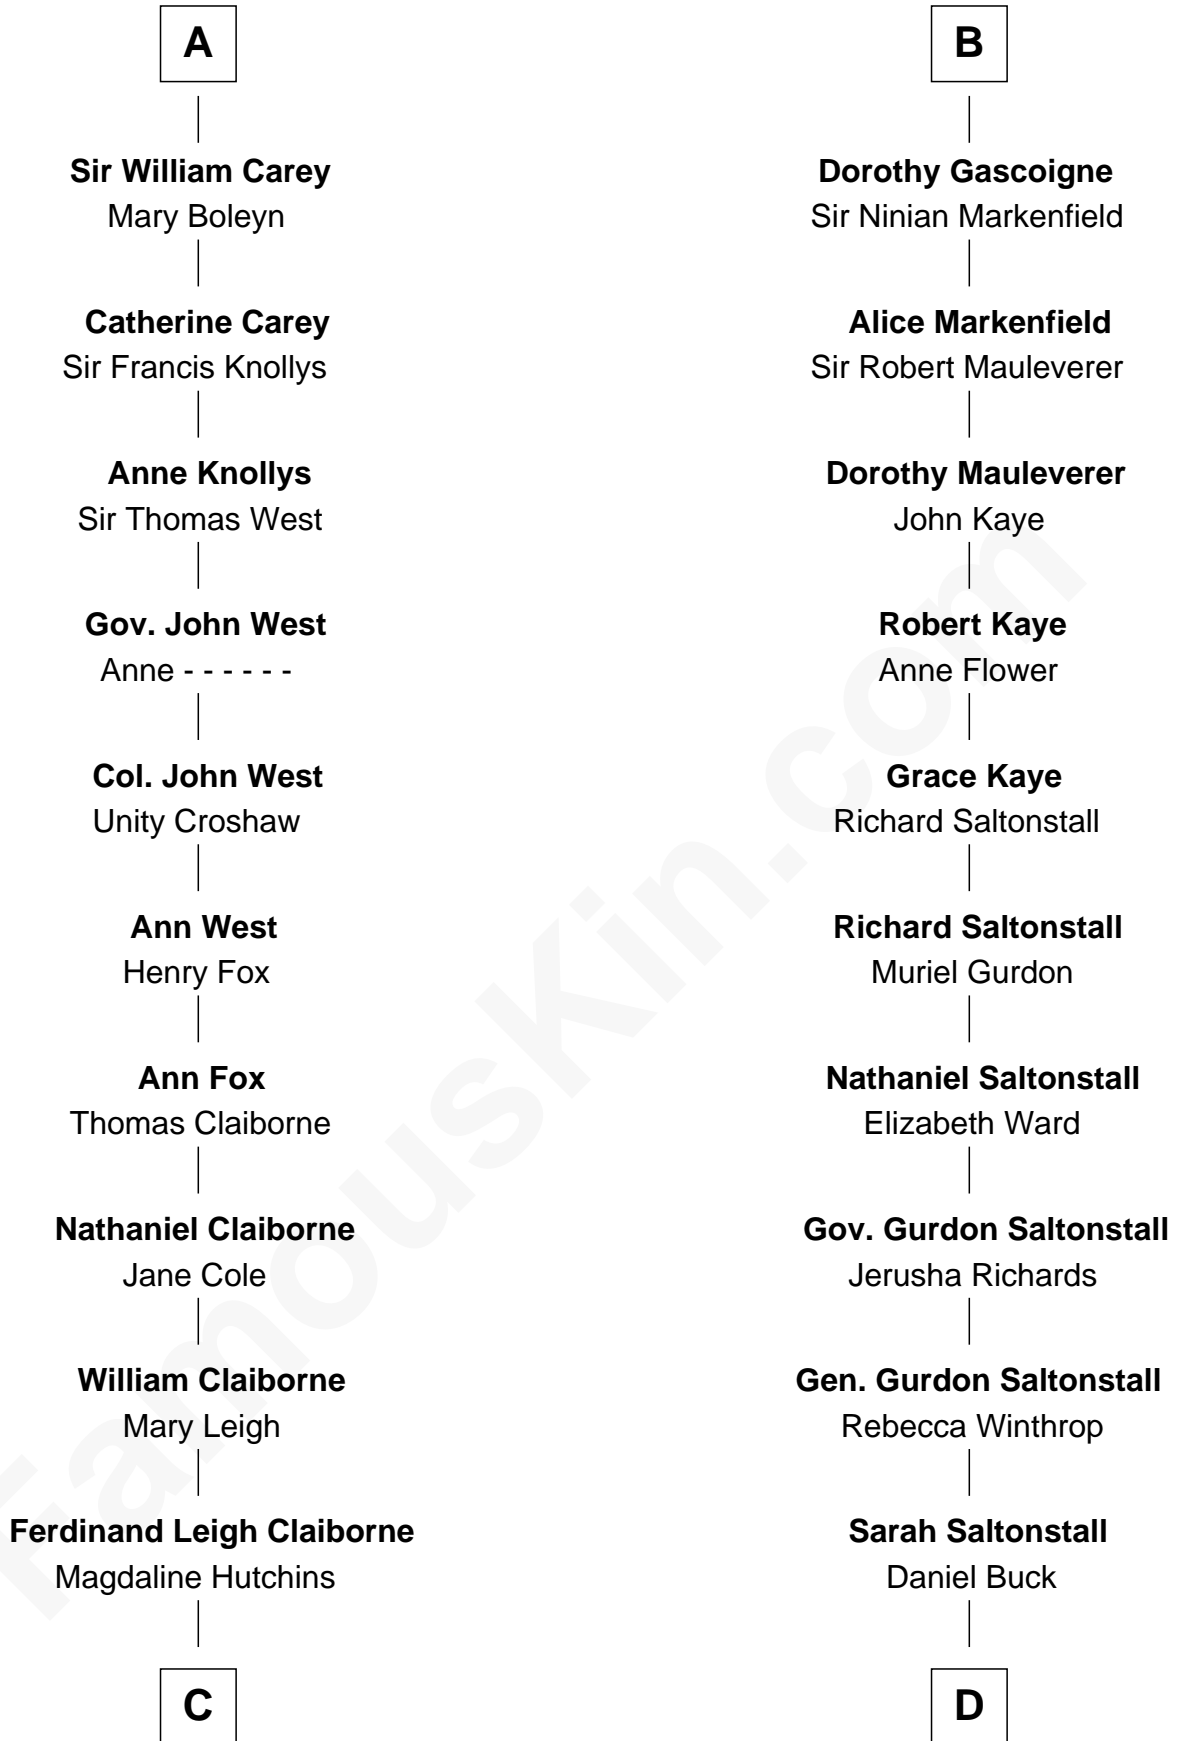 A
Sir William Carey
Mary Boleyn
Catherine Carey
Sir Francis Knollys
Anne Knollys
Sir Thomas West
Gov. John West
Anne - - - - - -
Col. John West
Unity Croshaw
Ann West
Henry Fox
Ann Fox
Thomas Claiborne
Nathaniel Claiborne
Jane Cole
William Claiborne
Mary Leigh
Ferdinand Leigh Claiborne
Magdaline Hutchins
C
B
Dorothy Gascoigne
Sir Ninian Markenfield
Alice Markenfield
Sir Robert Mauleverer
Dorothy Mauleverer
John Kaye
Robert Kaye
Anne Flower
Grace Kaye
Richard Saltonstall
Richard Saltonstall
Muriel Gurdon
Nathaniel Saltonstall
Elizabeth Ward
Gov. Gurdon Saltonstall
Jerusha Richards
Gen. Gurdon Saltonstall
Rebecca Winthrop
Sarah Saltonstall
Daniel Buck
D
FamousKin.com